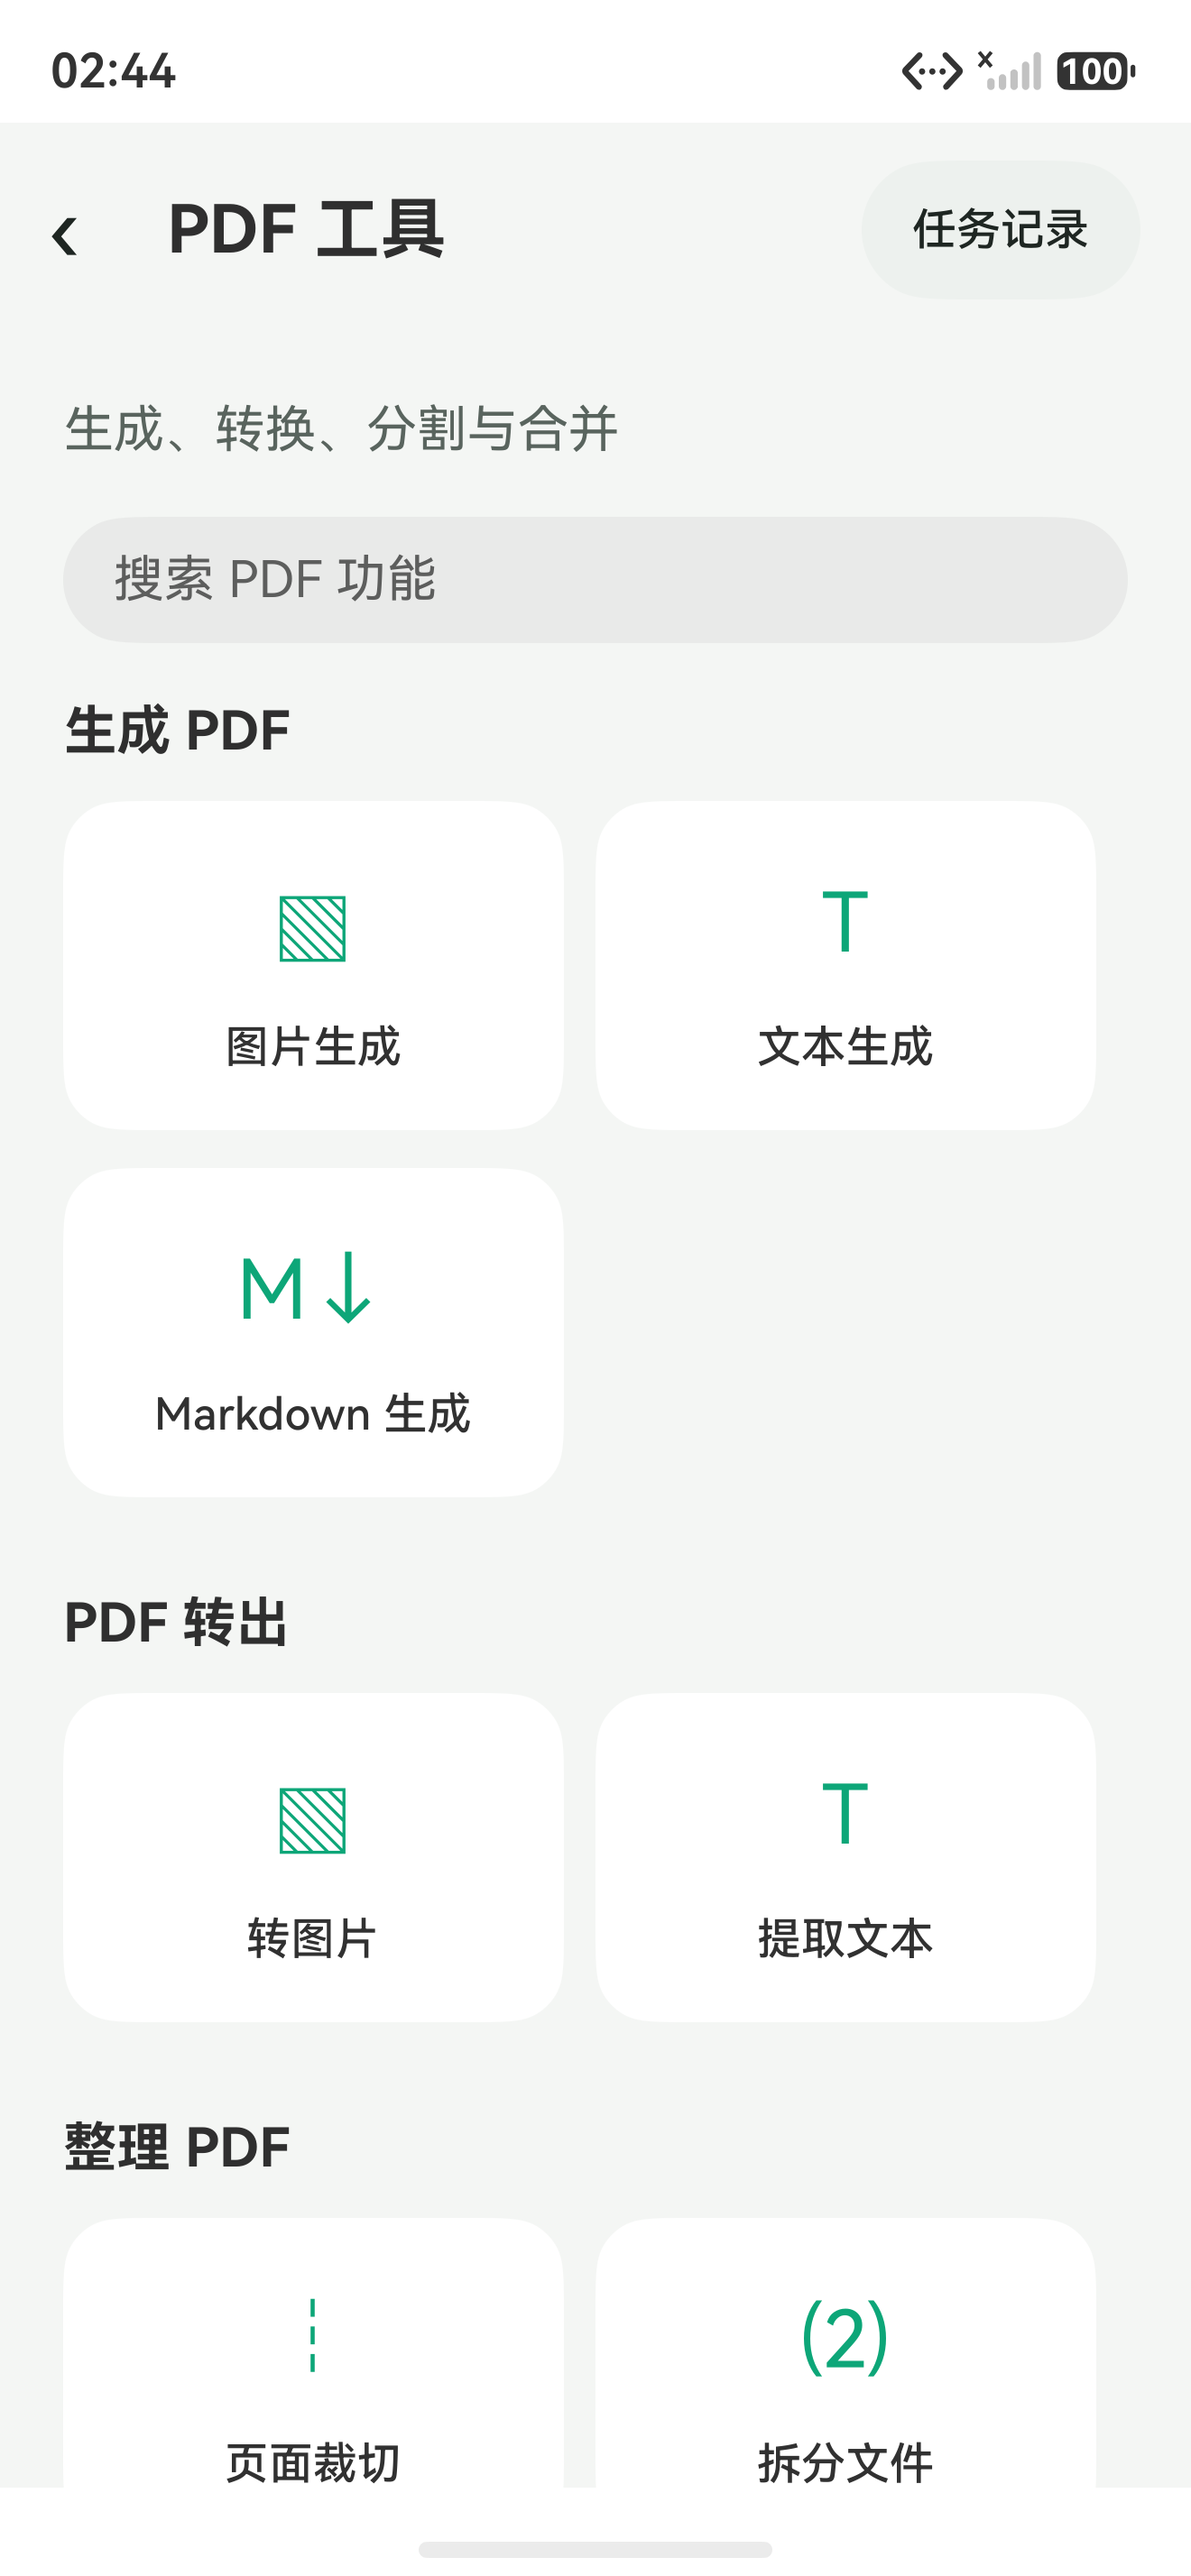 02:44
100
‹ PDF 工具
任务记录
生成、转换、分割与合并
搜索 PDF 功能
生成 PDF
▧
T
图片生成
文本生成
M↓
Markdown 生成
PDF 转出
▧
T
转图片
提取文本
整理 PDF
┆
(2)
页面裁切
拆分文件